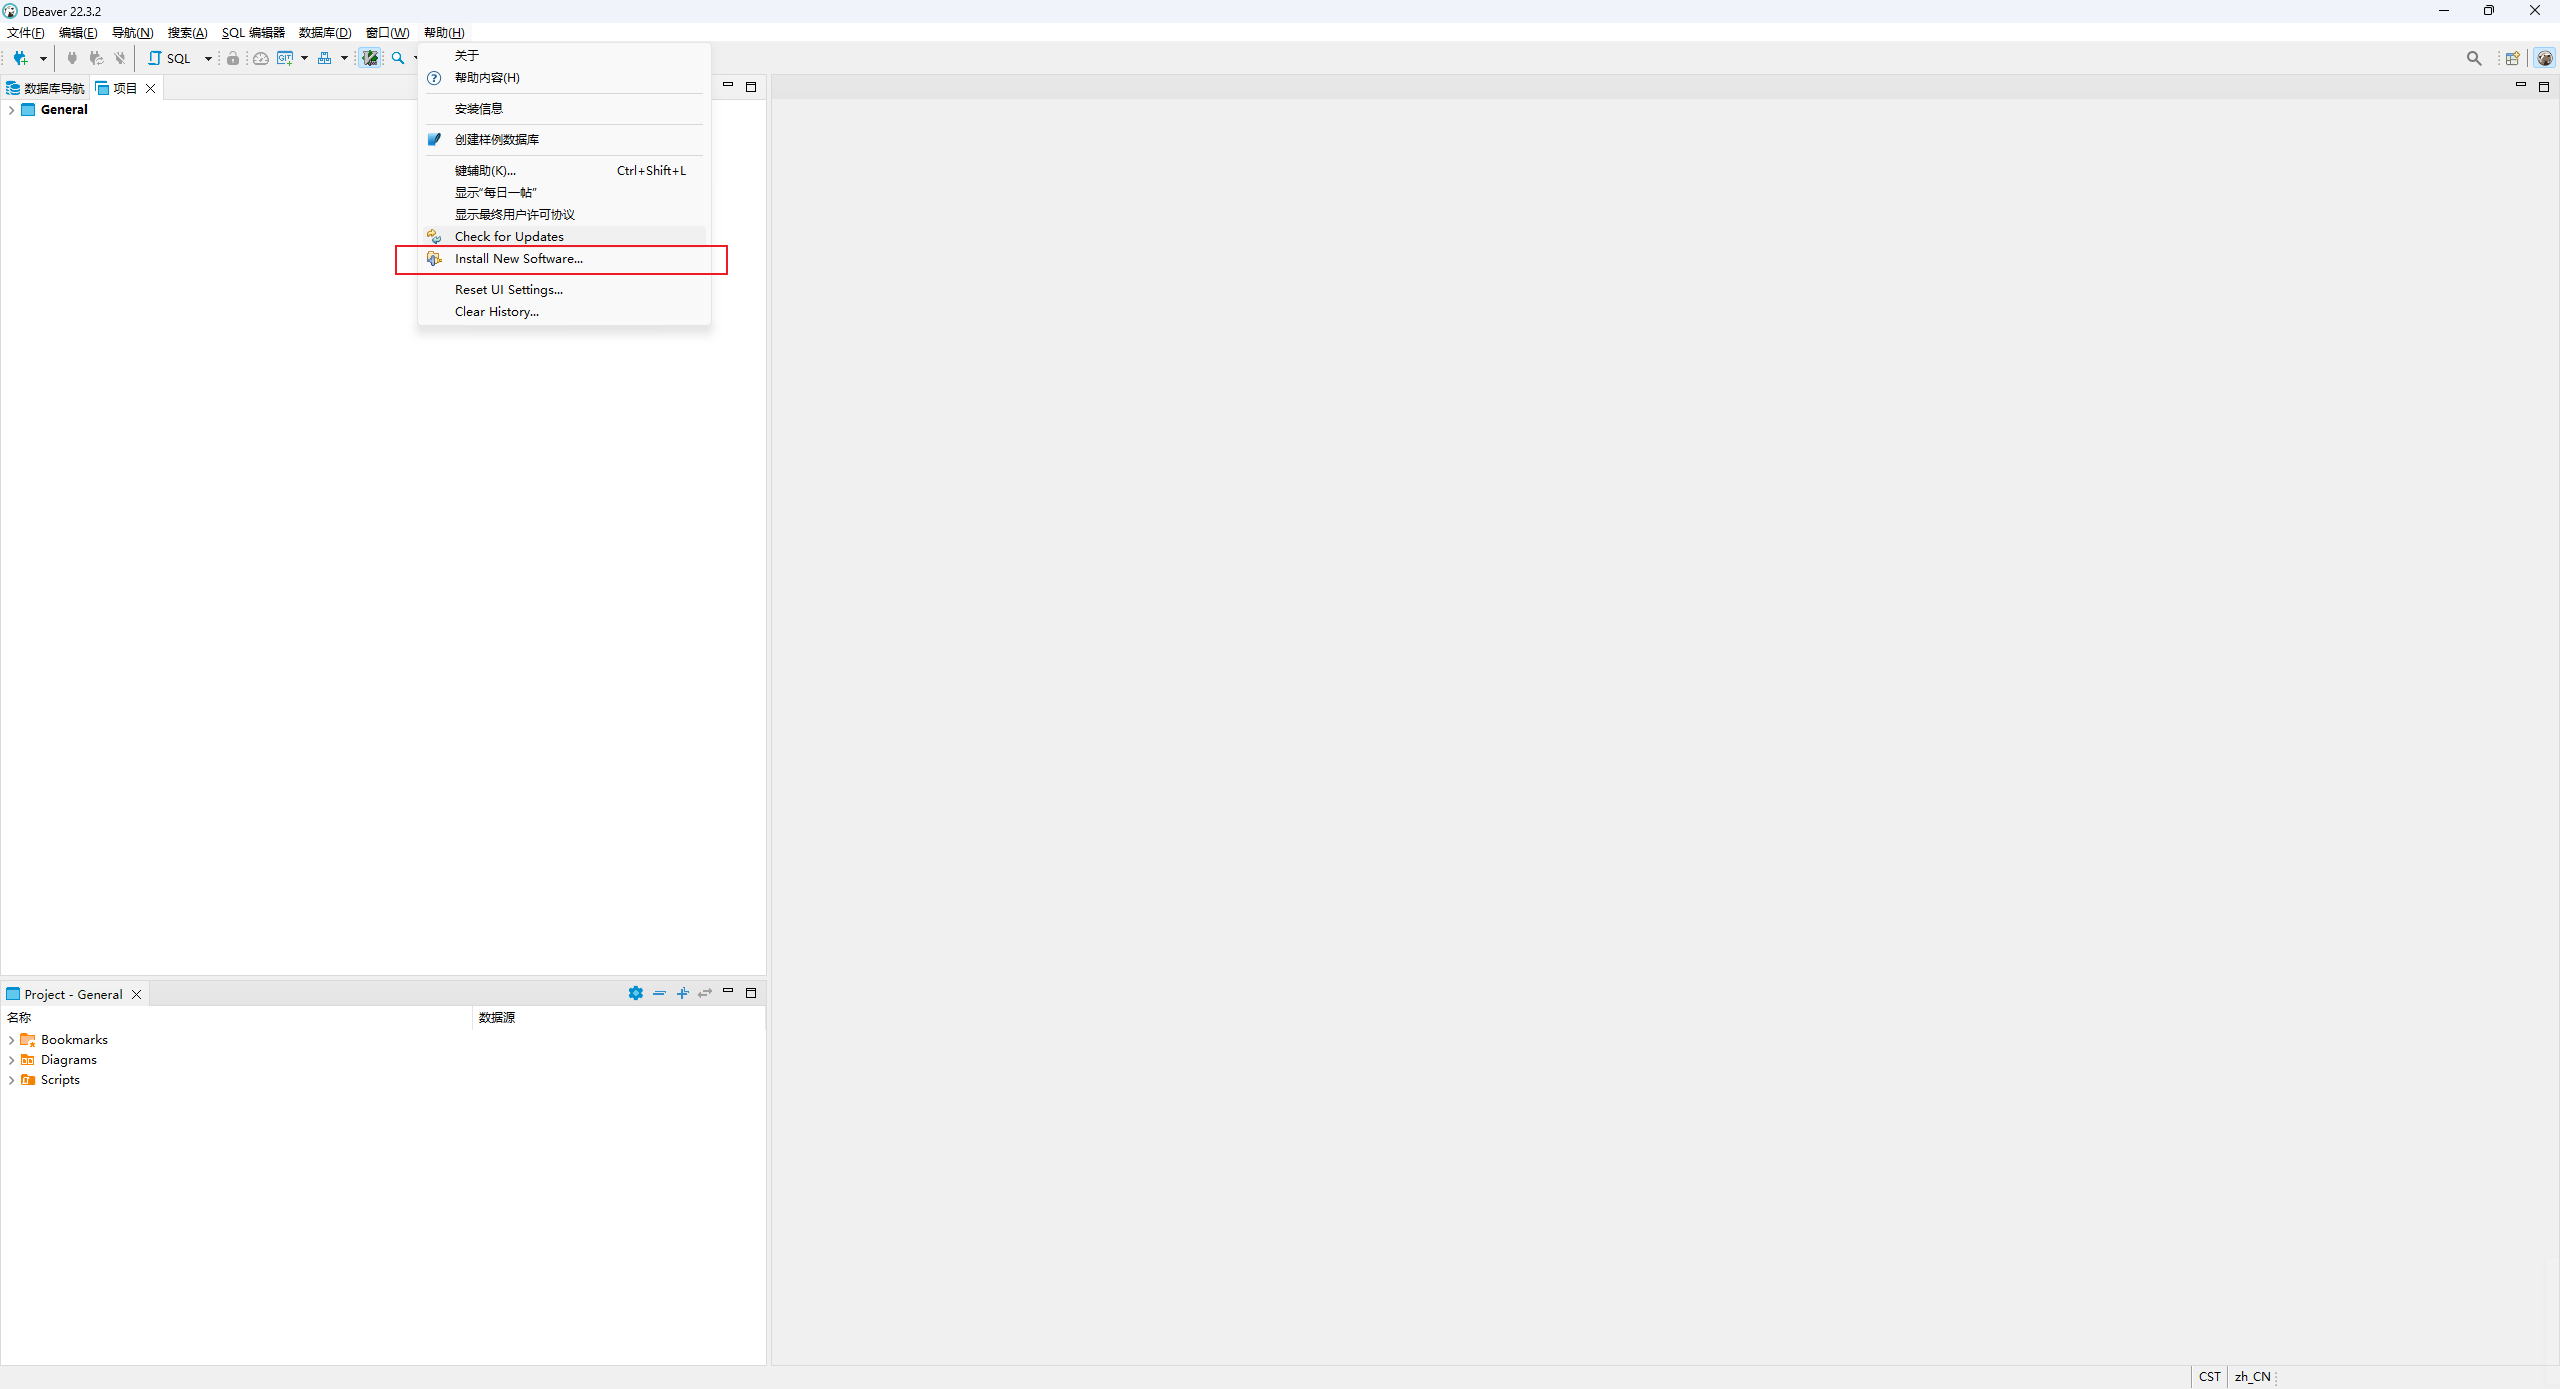 DBeaver 22.3.2
文件(F) 编辑(E) 导航(N) 搜索(A) SQL 编辑器 数据库(D) 窗口(W) 帮助(H)
SQL
数据库导航 项目
General
关于
帮助内容(H)
安装信息
创建样例数据库
键辅助(K)... Ctrl+Shift+L
显示“每日一帖”
显示最终用户许可协议
Check for Updates
Install New Software...
Reset UI Settings...
Clear History...
Project - General
名称 数据源
Bookmarks
Diagrams
Scripts
CST zh_CN